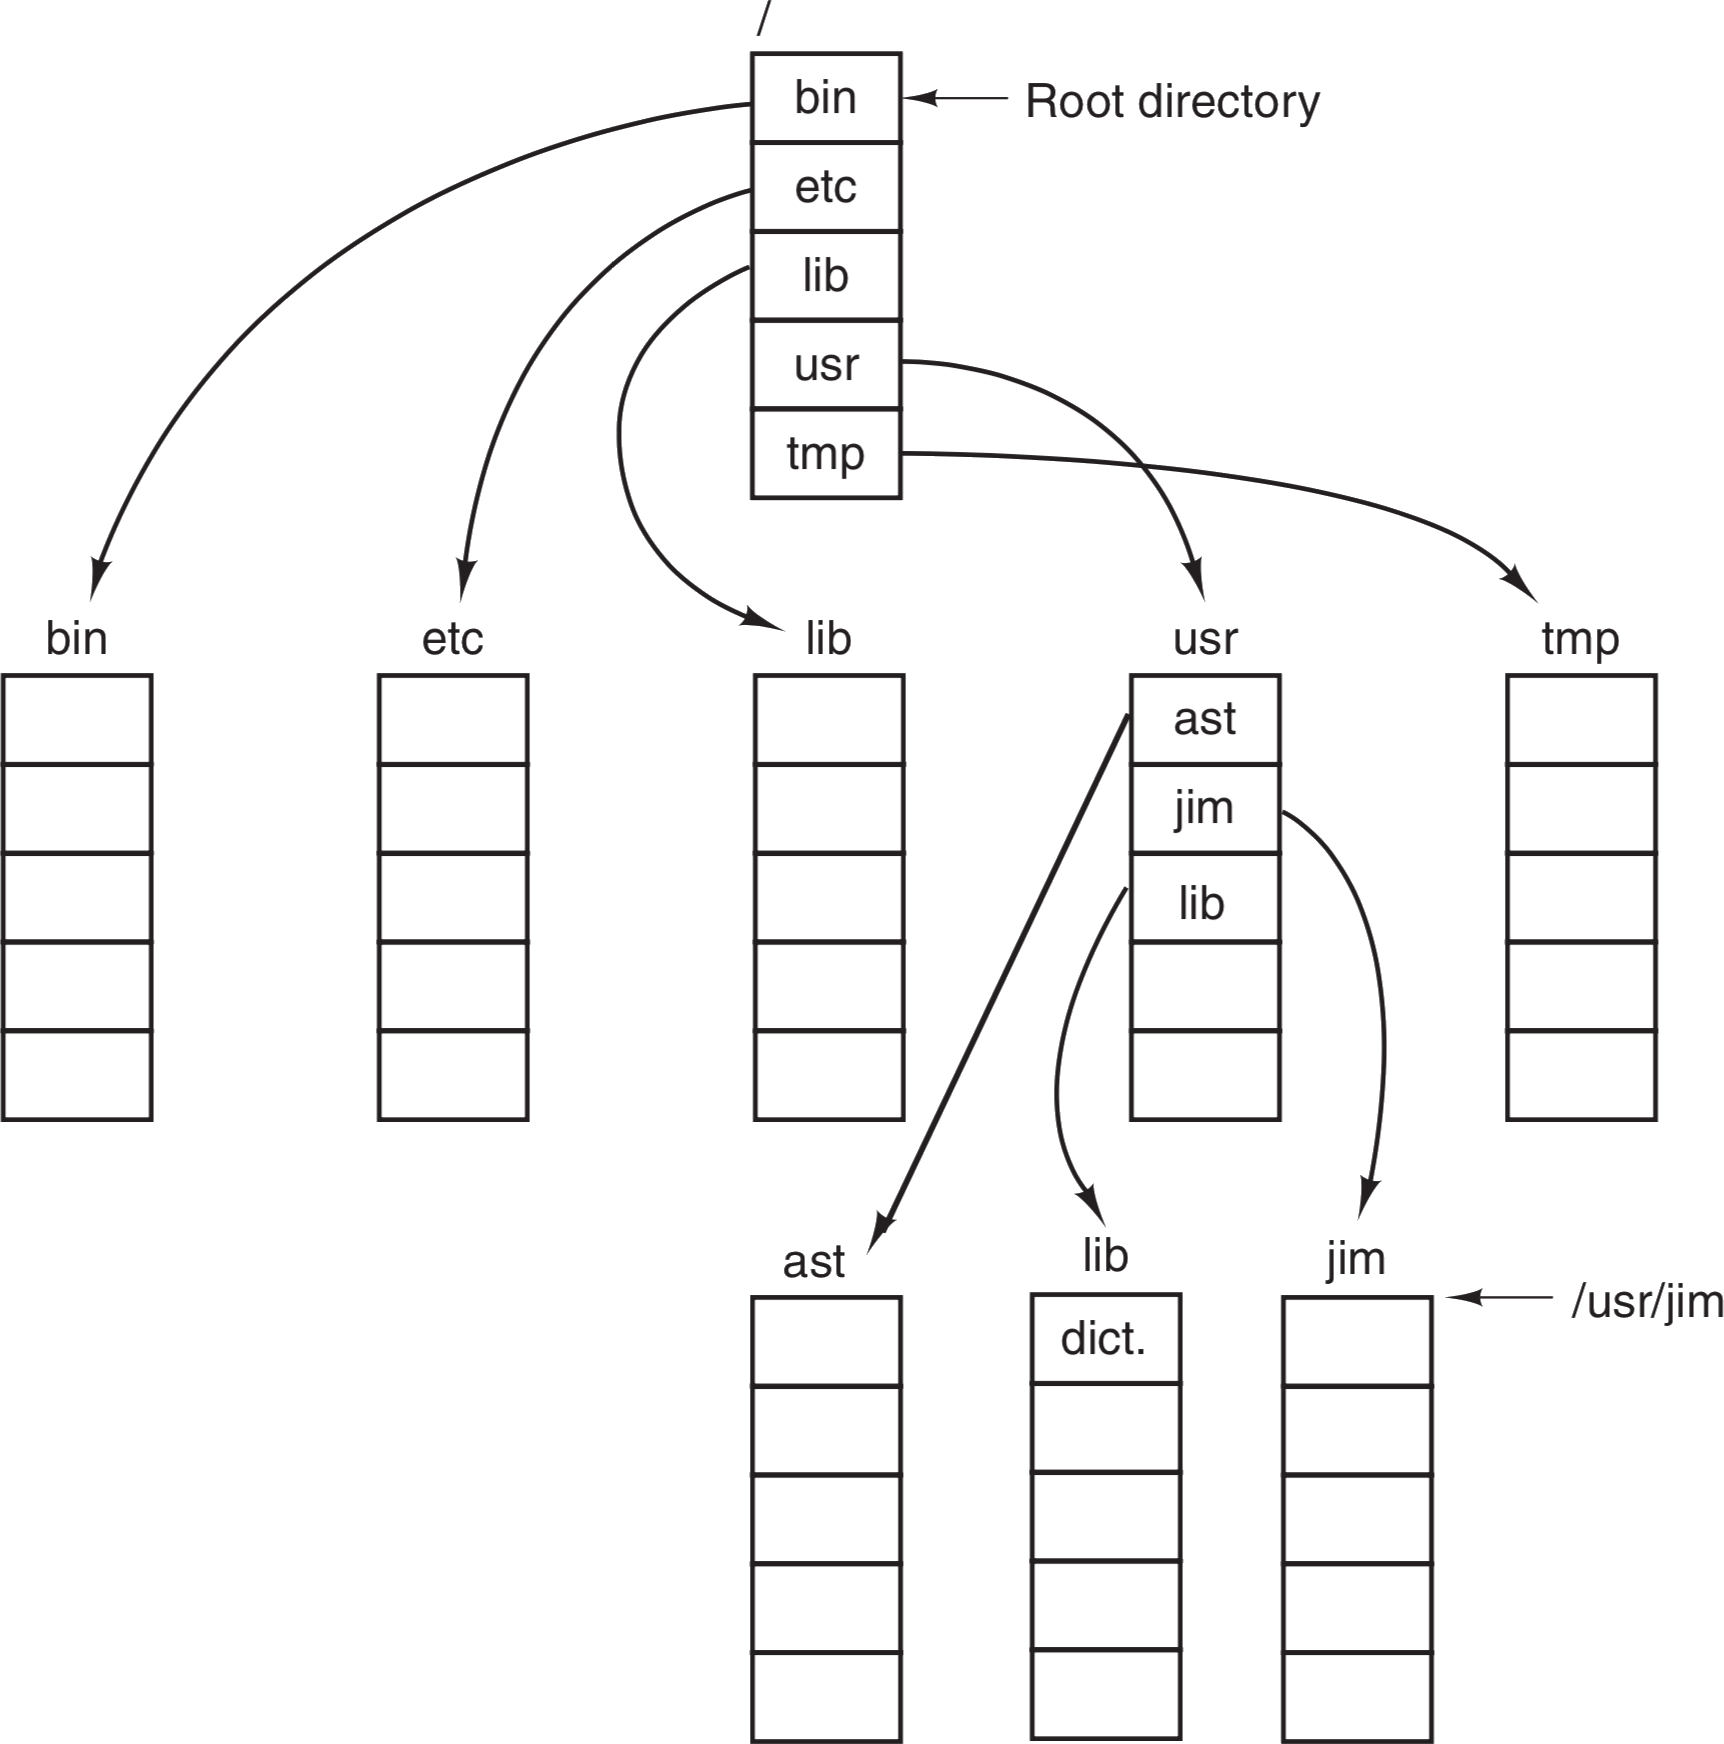 /
bin
Root directory
etc
lib
usr
tmp
bin
etc
lib
usr
tmp
ast
jim
lib
ast
lib
jim
/usr/jim
dict.